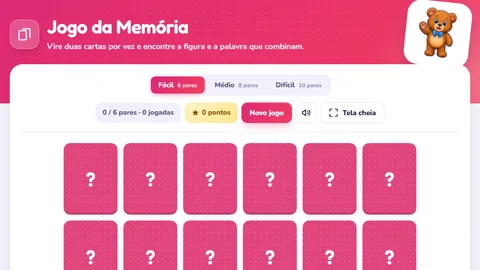 Jogo da Memória
Vire duas cartas por vez e encontre a figura e a palavra que combinam.
Fácil 6 pares Médio 8 pares Difícil 10 pares
0 / 6 pares · 0 jogadas ★ 0 pontos Novo jogo Tela cheia
? ? ? ? ? ?
? ? ? ? ? ?